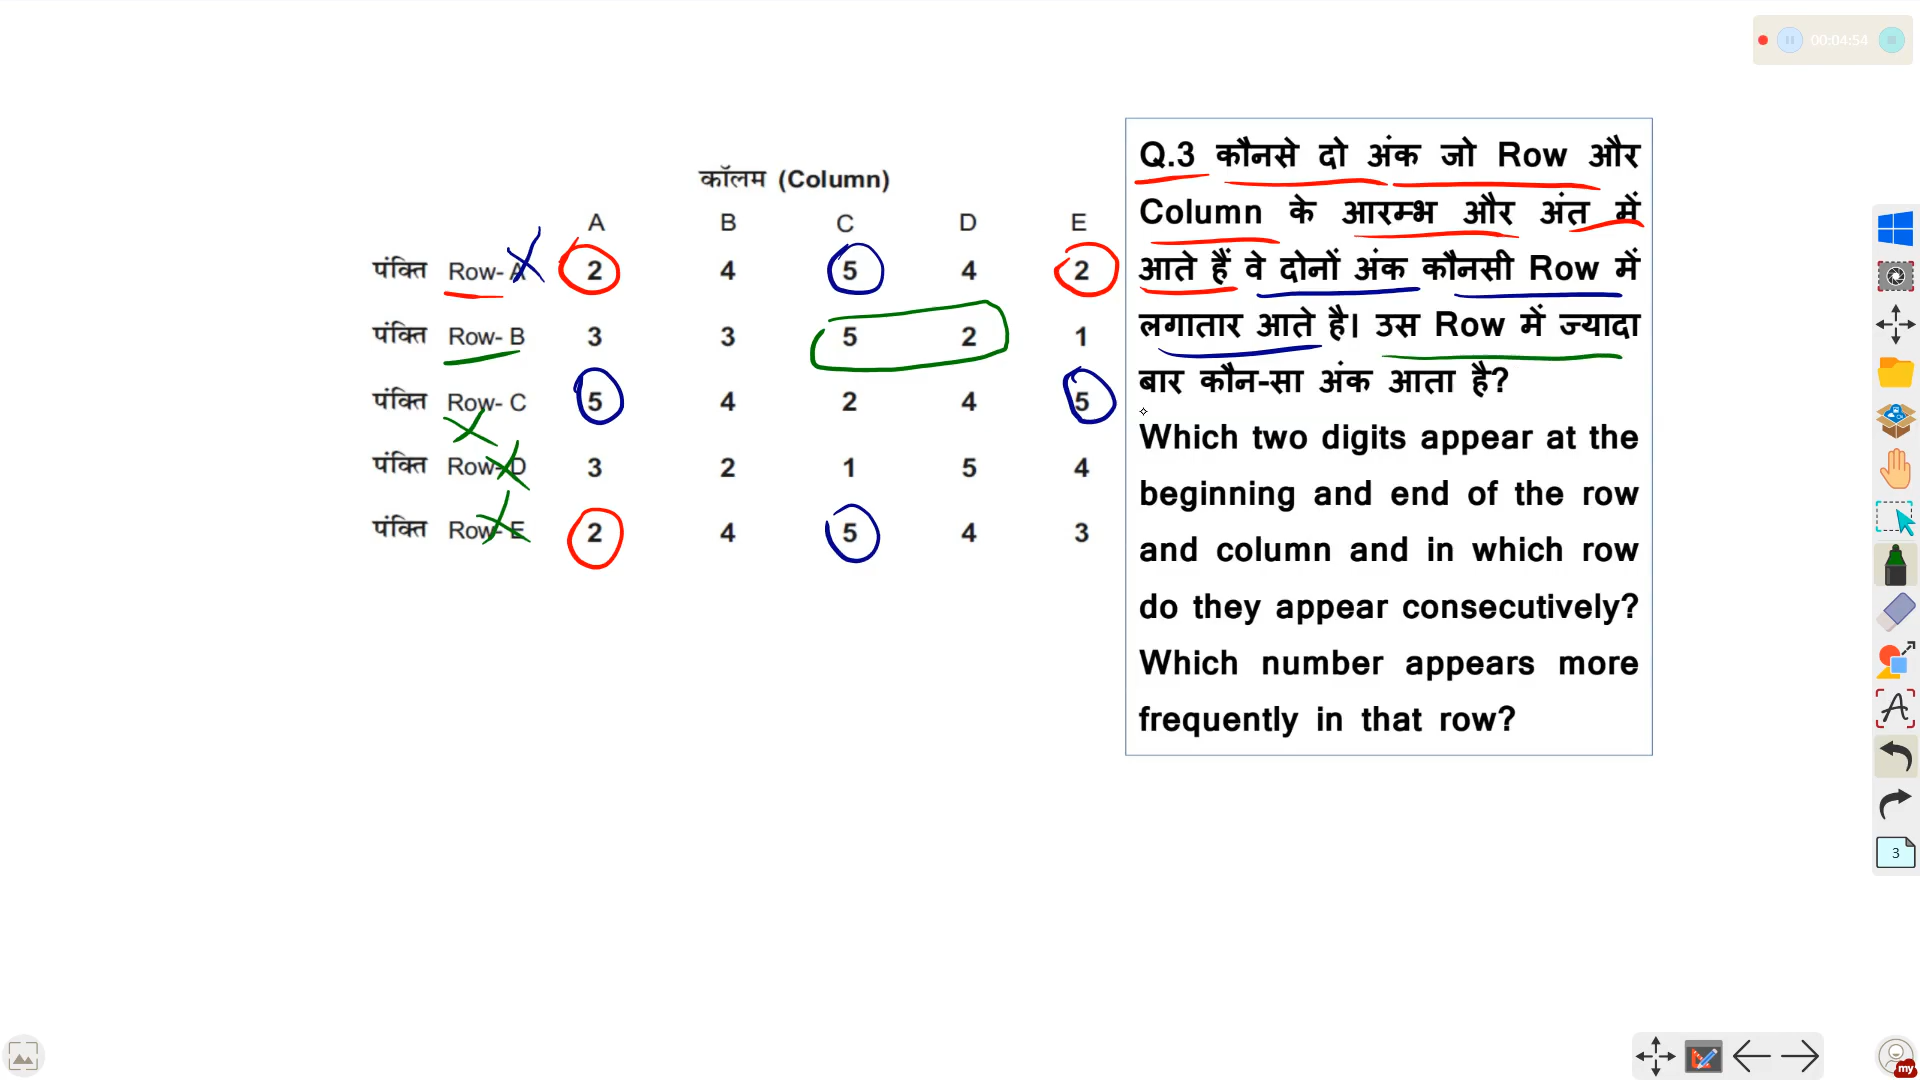 00:04:54
कॉलम (Column)
A B C D E
पंक्ति Row- A 2 4 5 4 2
पंक्ति Row- B 3 3 5 2 1
पंक्ति Row- C 5 4 2 4 5
पंक्ति Row- D 3 2 1 5 4
पंक्ति Row- E 2 4 5 4 3
Q.3 कौनसे दो अंक जो Row और
Column के आरम्भ और अंत में
आते हैं वे दोनों अंक कौनसी Row में
लगातार आते है। उस Row में ज्यादा
बार कौन-सा अंक आता है?
Which two digits appear at the
beginning and end of the row
and column and in which row
do they appear consecutively?
Which number appears more
frequently in that row?
3
my